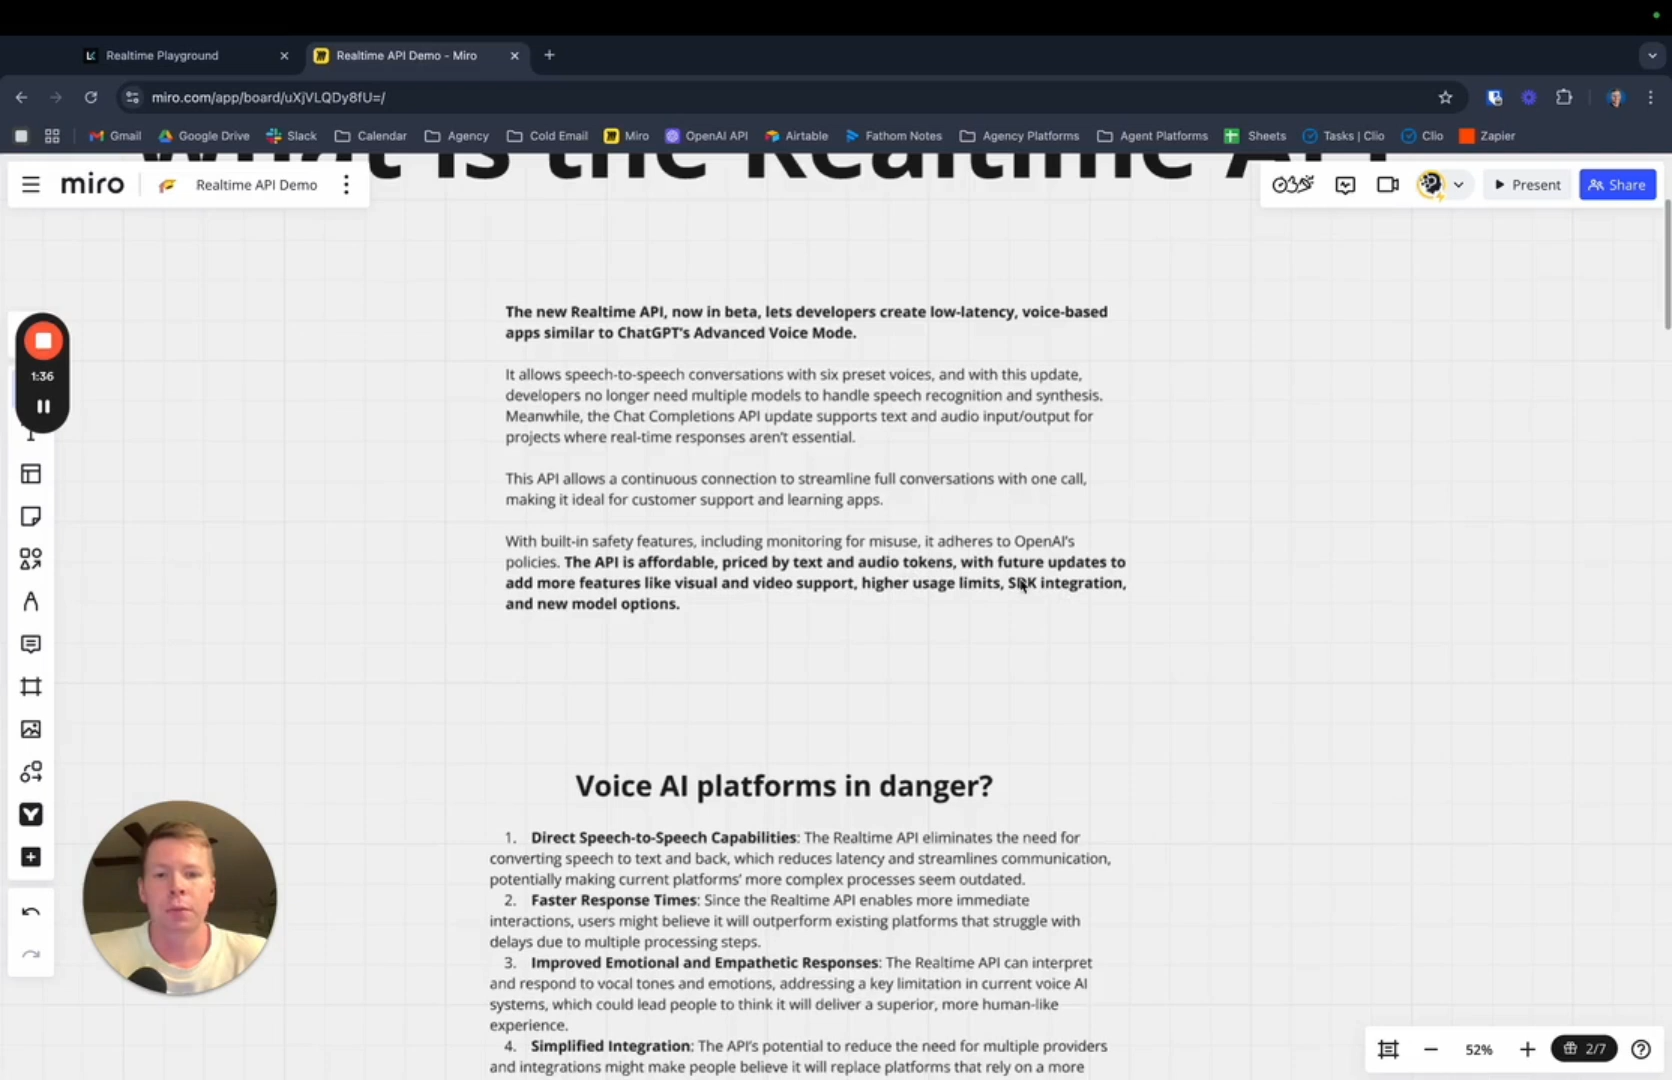 Realtime Playground
Realtime API Demo - Miro
miro.com/app/board/uXjVLQDy8fU=/
Gmail
Google Drive
Slack
Calendar
Agency
Cold Email
Miro
OpenAI API
Airtable
Fathom Notes
Agency Platforms
Agent Platforms
Sheets
Tasks | Clio
Clio
Zapier
What is the Realtime API
miro
Realtime API Demo
Present
Share
1:36
The new Realtime API, now in beta, lets developers create low-latency, voice-based
apps similar to ChatGPT's Advanced Voice Mode.
It allows speech-to-speech conversations with six preset voices, and with this update,
developers no longer need multiple models to handle speech recognition and synthesis.
Meanwhile, the Chat Completions API update supports text and audio input/output for
projects where real-time responses aren't essential.
This API allows a continuous connection to streamline full conversations with one call,
making it ideal for customer support and learning apps.
With built-in safety features, including monitoring for misuse, it adheres to OpenAI's
policies. The API is affordable, priced by text and audio tokens, with future updates to
add more features like visual and video support, higher usage limits, SDK integration,
and new model options.
Voice AI platforms in danger?
1. Direct Speech-to-Speech Capabilities: The Realtime API eliminates the need for
converting speech to text and back, which reduces latency and streamlines communication,
potentially making current platforms' more complex processes seem outdated.
2. Faster Response Times: Since the Realtime API enables more immediate
interactions, users might believe it will outperform existing platforms that struggle with
delays due to multiple processing steps.
3. Improved Emotional and Empathetic Responses: The Realtime API can interpret
and respond to vocal tones and emotions, addressing a key limitation in current voice AI
systems, which could lead people to think it will deliver a superior, more human-like
experience.
4. Simplified Integration: The API's potential to reduce the need for multiple providers
and integrations might make people believe it will replace platforms that rely on a more
52%
2/7